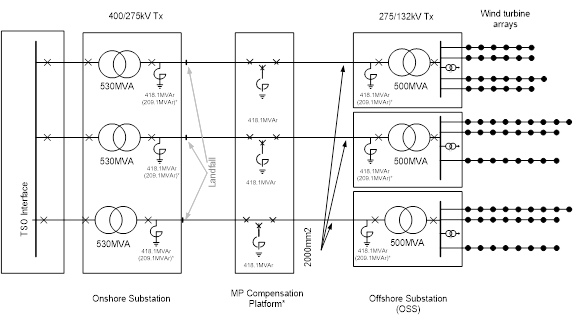 400/275kV Tx
275/132kV Tx
Wind turbine
arrays
530MVA
418.1MVAr
(209.1MVAr)*
418.1MVAr
418.1MVAr
(209.1MVAr)*
500MVA
530MVA
418.1MVAr
(209.1MVAr)*
418.1MVAr
418.1MVAr
(209.1MVAr)*
500MVA
530MVA
418.1MVAr
(209.1MVAr)*
418.1MVAr
418.1MVAr
(209.1MVAr)*
500MVA
TSO Interface
Landfall
2000mm2
Onshore Substation
MP Compensation
Platform*
Offshore Substation
(OSS)